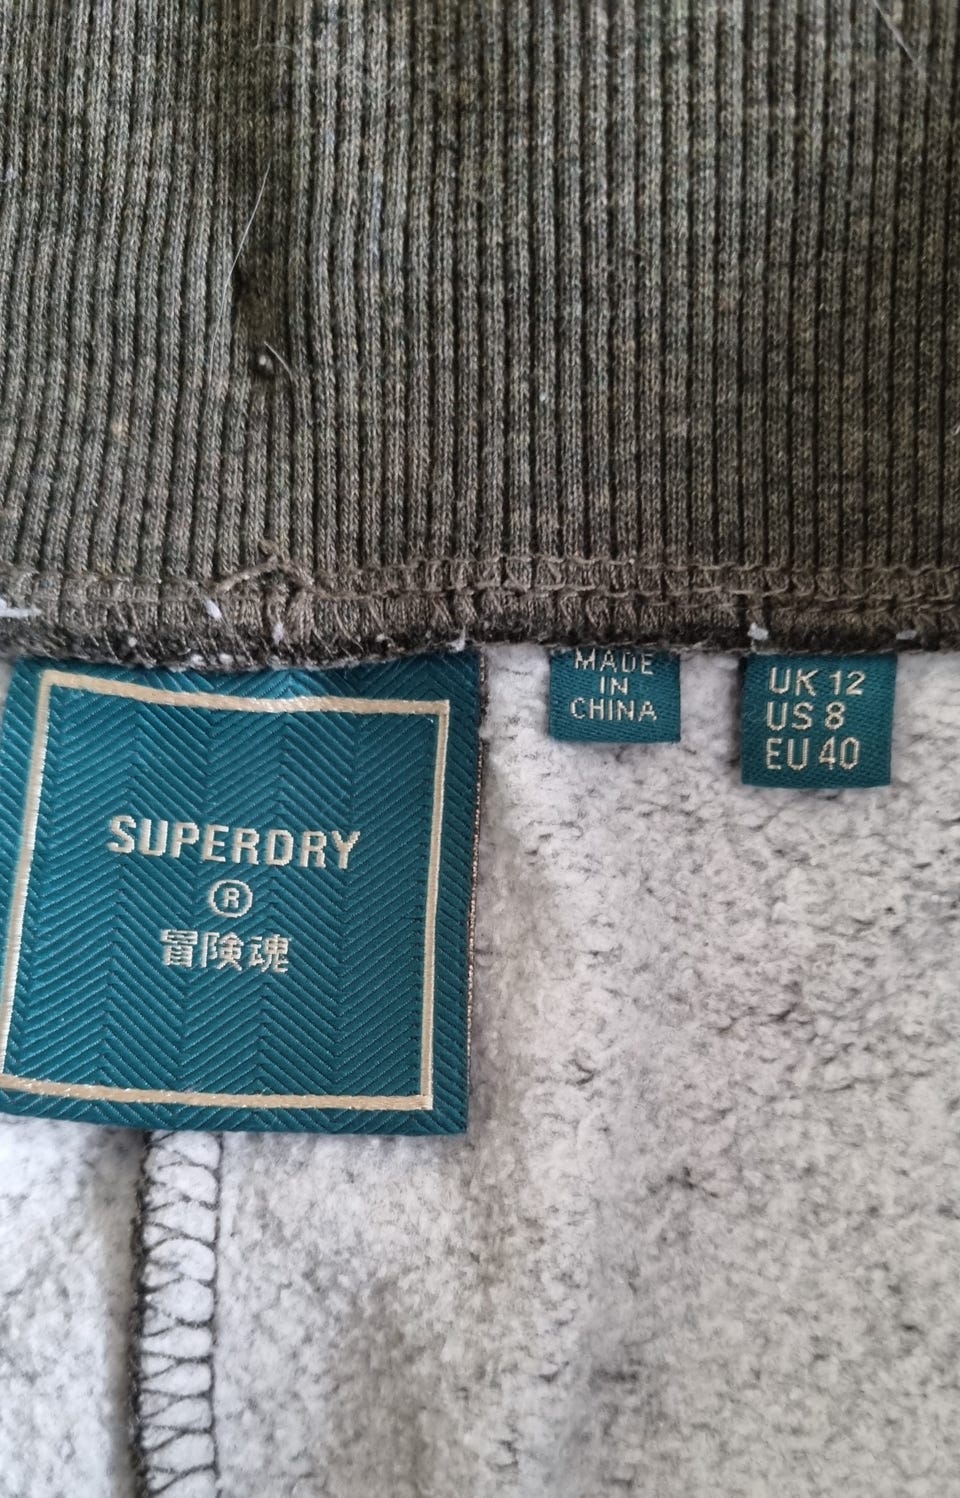 SUPERDRY
®
冒険魂
MADE
IN
CHINA
UK 12
US 8
EU 40